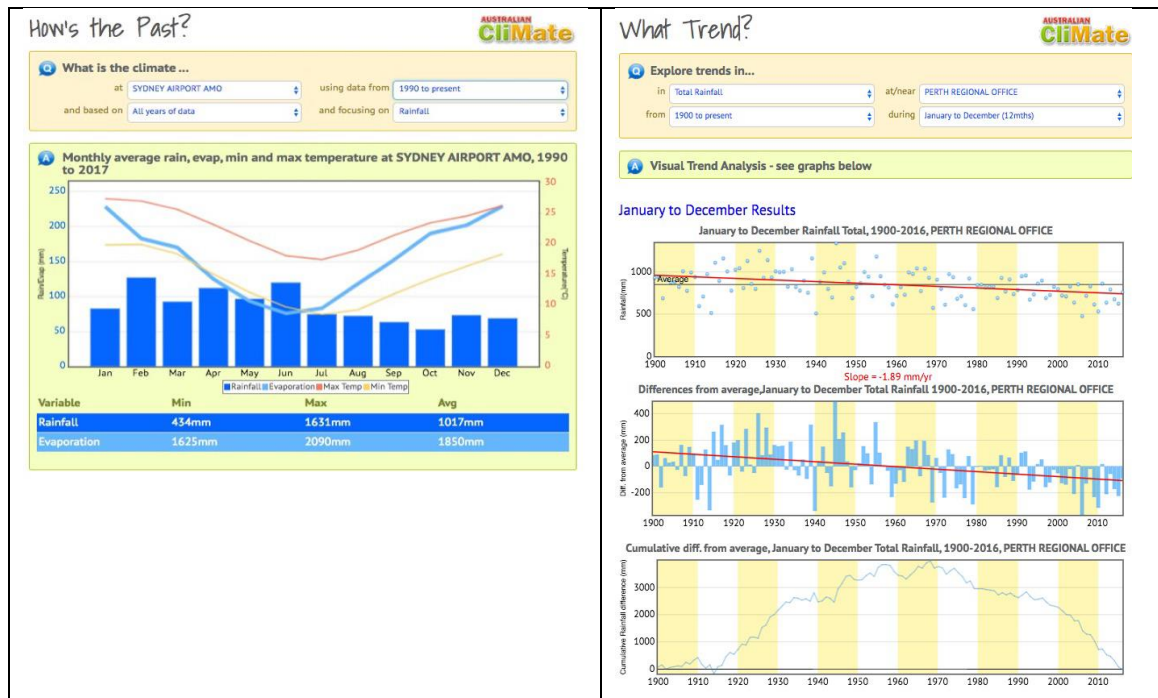 How's the Past?
AUSTRALIAN
CliMate
Q What is the climate ...
at SYDNEY AIRPORT AMO using data from 1990 to present
and based on All years of data and focusing on Rainfall
A Monthly average rain, evap, min and max temperature at SYDNEY AIRPORT AMO, 1990
to 2017
250
200
150
100
50
0
Rain/Evap (mm)
30
25
20
15
10
5
0
Temperature(°C)
Jan Feb Mar Apr May Jun Jul Aug Sep Oct Nov Dec
Rainfall Evaporation Max Temp Min Temp
Variable Min Max Avg
Rainfall 434mm 1631mm 1017mm
Evaporation 1625mm 2090mm 1850mm
What Trend?
AUSTRALIAN
CliMate
Q Explore trends in...
in Total Rainfall at/near PERTH REGIONAL OFFICE
from 1900 to present during January to December (12mths)
A Visual Trend Analysis - see graphs below
January to December Results
January to December Rainfall Total, 1900-2016, PERTH REGIONAL OFFICE
1000
500
0
Rainfall(mm)
Average
1900 1910 1920 1930 1940 1950 1960 1970 1980 1990 2000 2010
Slope = -1.89 mm/yr
Differences from average,January to December Total Rainfall 1900-2016, PERTH REGIONAL OFFICE
400
200
0
-200
Diff. from average (mm)
1900 1910 1920 1930 1940 1950 1960 1970 1980 1990 2000 2010
Cumulative diff. from average, January to December Total Rainfall, 1900-2016, PERTH REGIONAL OFFICE
3000
2000
1000
0
Cumulative Rainfall difference (mm)
1900 1910 1920 1930 1940 1950 1960 1970 1980 1990 2000 2010